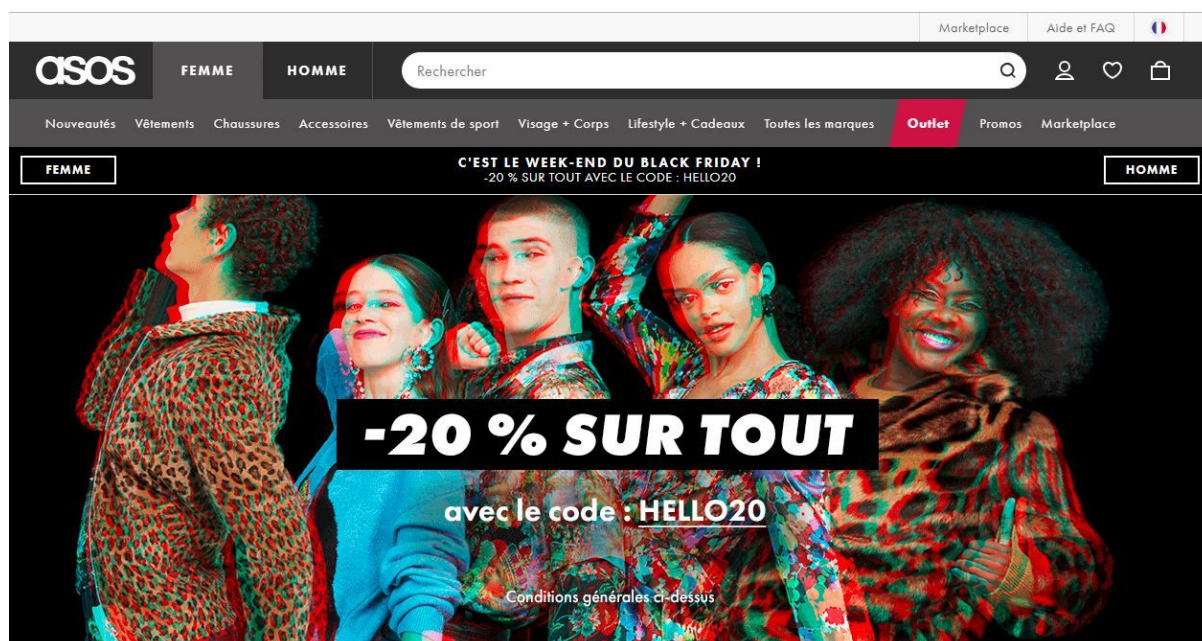 Marketplace Aide et FAQ
asos FEMME HOMME Rechercher
Nouveautés Vêtements Chaussures Accessoires Vêtements de sport Visage + Corps Lifestyle + Cadeaux Toutes les marques Outlet Promos Marketplace
FEMME C'EST LE WEEK-END DU BLACK FRIDAY ! HOMME
-20 % SUR TOUT AVEC LE CODE : HELLO20
-20 % SUR TOUT
avec le code : HELLO20
Conditions générales ci-dessus